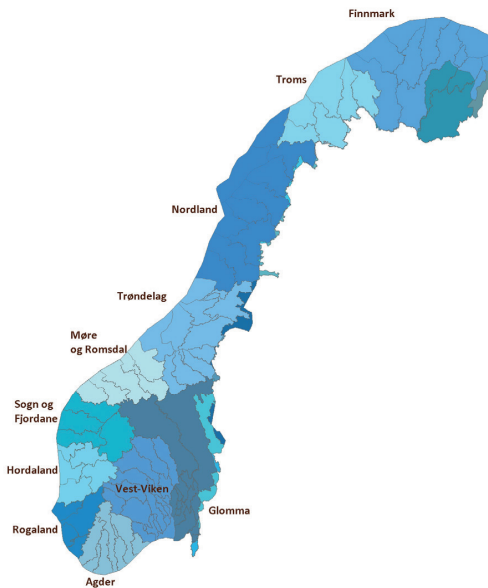 Finnmark
Troms
Nordland
Trøndelag
Møre
og Romsdal
Sogn og
Fjordane
Hordaland
Vest-Viken
Rogaland
Glomma
Agder